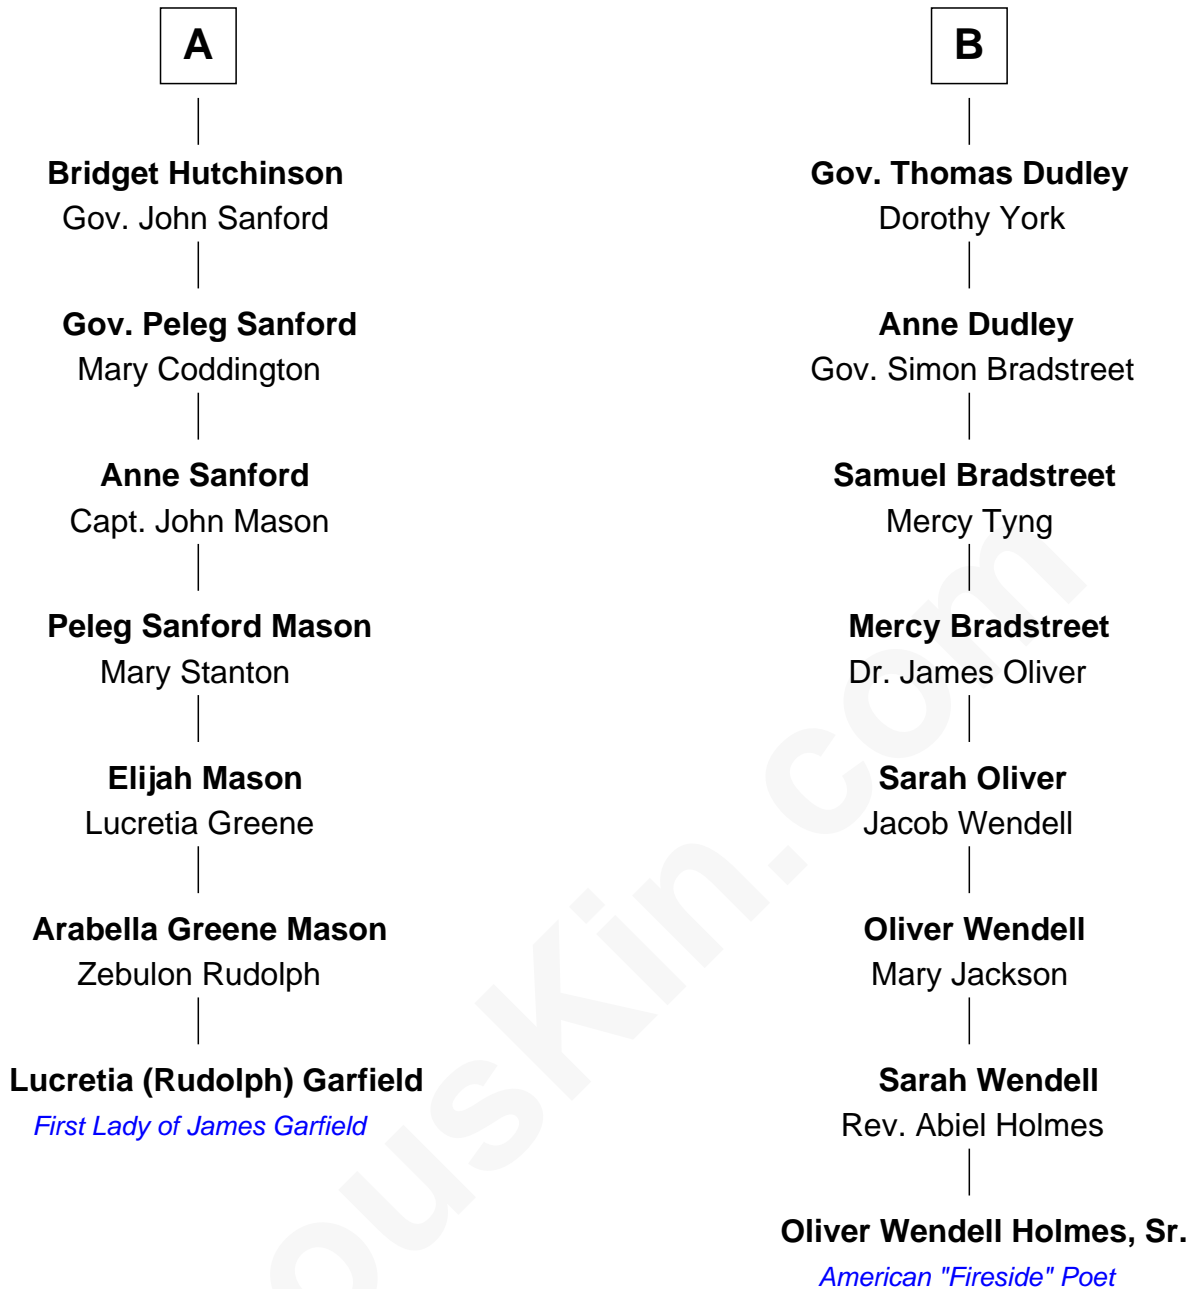 A
Bridget Hutchinson
Gov. John Sanford
Gov. Peleg Sanford
Mary Coddington
Anne Sanford
Capt. John Mason
Peleg Sanford Mason
Mary Stanton
Elijah Mason
Lucretia Greene
Arabella Greene Mason
Zebulon Rudolph
Lucretia (Rudolph) Garfield
First Lady of James Garfield
B
Gov. Thomas Dudley
Dorothy York
Anne Dudley
Gov. Simon Bradstreet
Samuel Bradstreet
Mercy Tyng
Mercy Bradstreet
Dr. James Oliver
Sarah Oliver
Jacob Wendell
Oliver Wendell
Mary Jackson
Sarah Wendell
Rev. Abiel Holmes
Oliver Wendell Holmes, Sr.
American "Fireside" Poet
ousKin.com